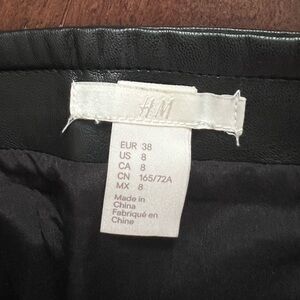 H&M
EUR 38
US 8
CA 8
CN 165/72A
MX 8
Made in
China
Fabriqué en
Chine